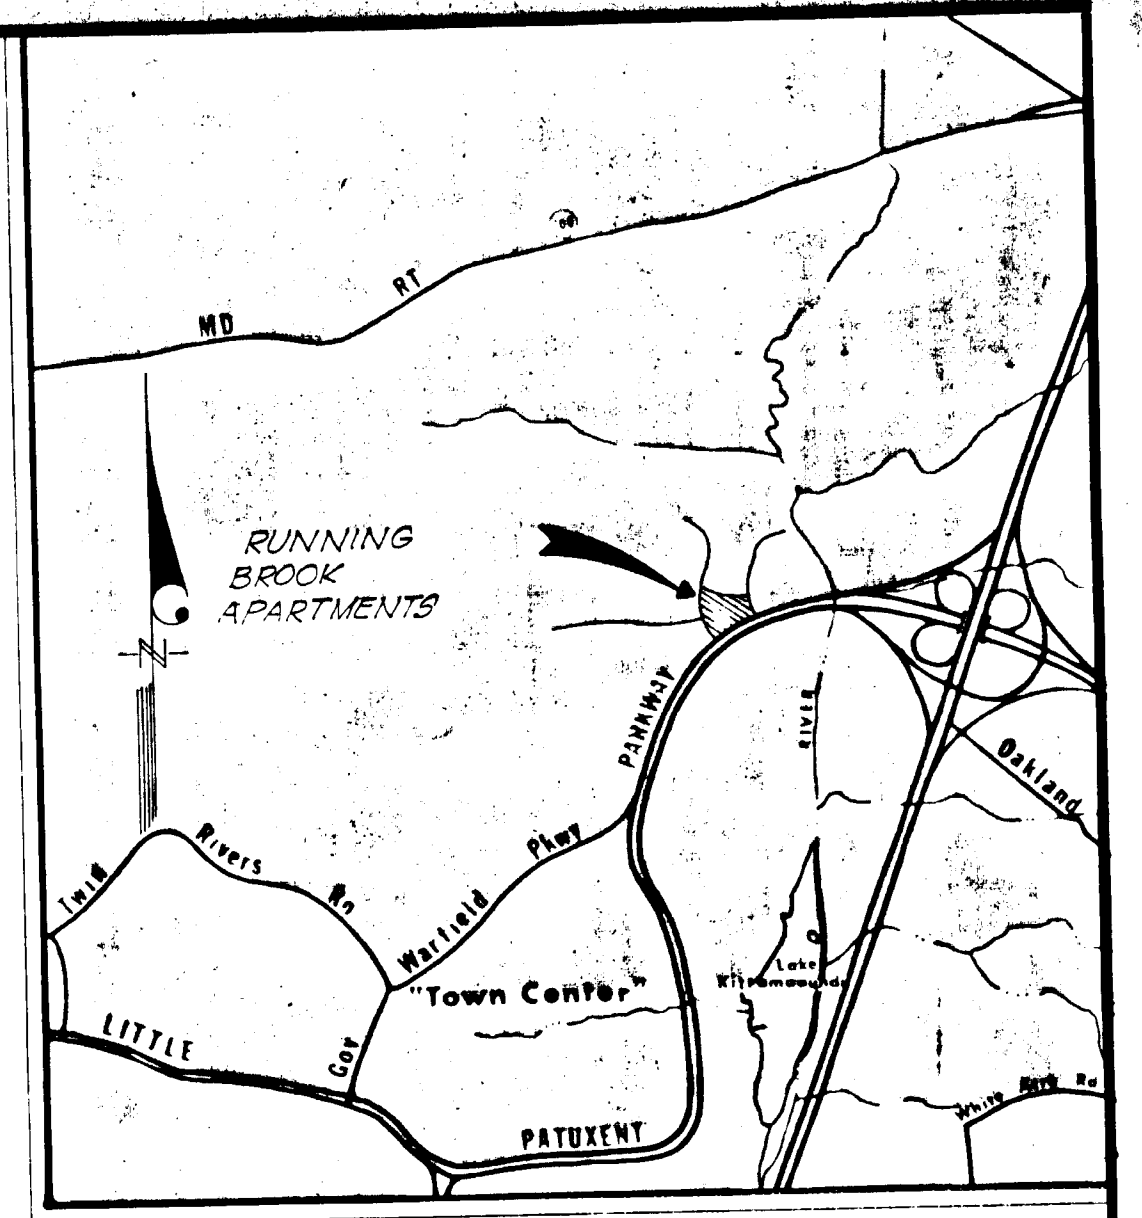 MD RT
RUNNING
BROOK
APARTMENTS
N
PARKWAY
RIVER
Oakland
Twin Rivers Rd
Warfield Pkwy
"Town Center"
Lake
Gov
LITTLE
PATUXENT
White Rd